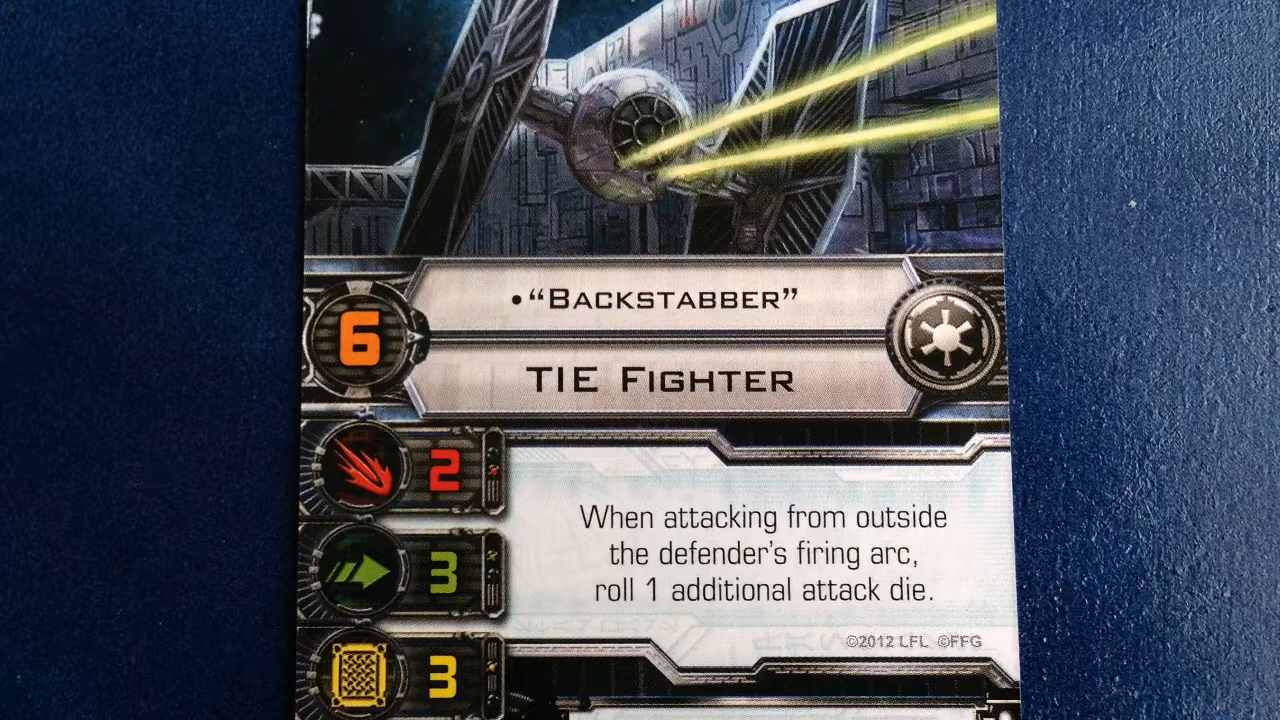 •“Backstabber”
6
TIE Fighter
2
When attacking from outside
the defender’s firing arc,
roll 1 additional attack die.
3
©2012 LFL ©FFG
3